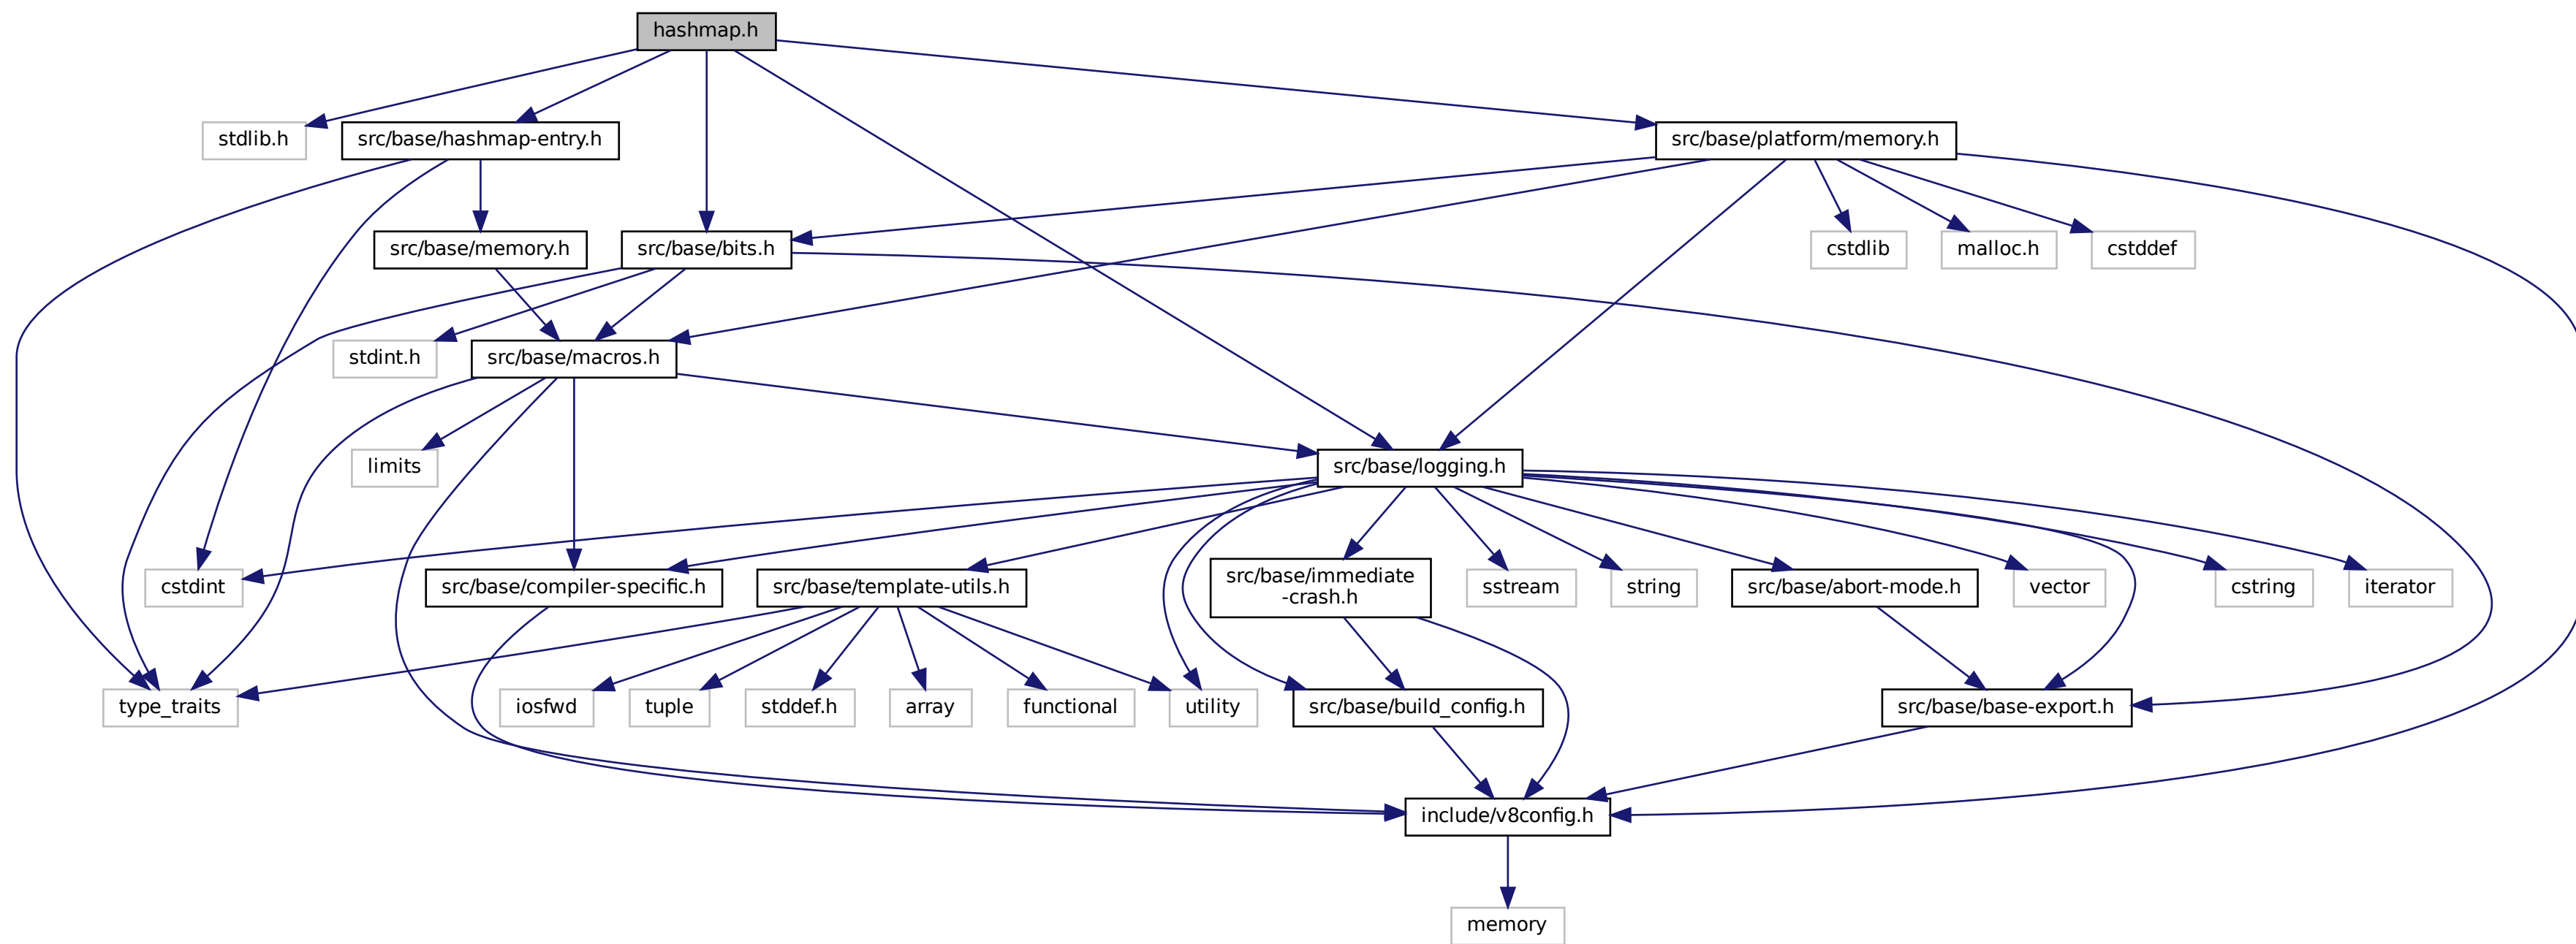 hashmap.h
stdlib.h
src/base/hashmap-entry.h
src/base/platform/memory.h
src/base/memory.h
src/base/bits.h
cstdlib
malloc.h
cstddef
stdint.h
src/base/macros.h
limits
src/base/logging.h
cstdint
src/base/compiler-specific.h
src/base/template-utils.h
src/base/immediate
-crash.h
sstream
string
src/base/abort-mode.h
vector
cstring
iterator
type_traits
iosfwd
tuple
stddef.h
array
functional
utility
src/base/build_config.h
src/base/base-export.h
include/v8config.h
memory